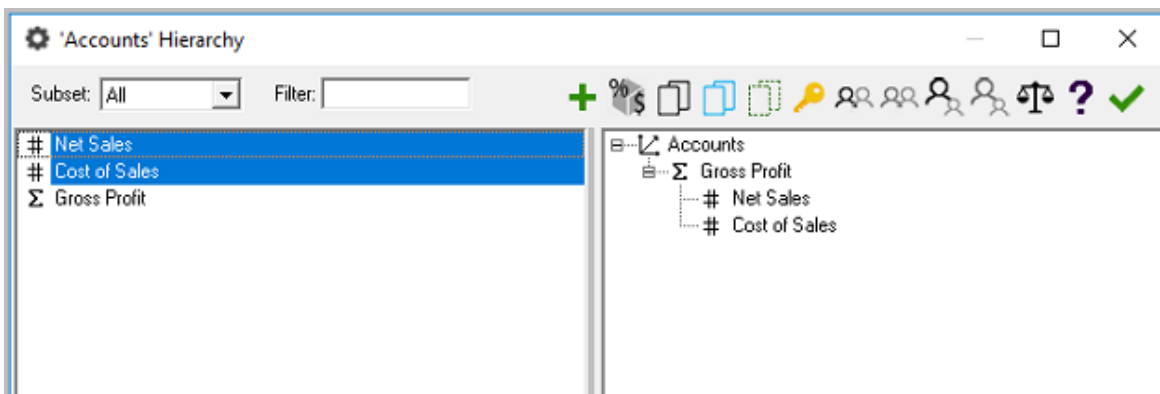 'Accounts' Hierarchy
Subset: All Filter:
% $ ?
# Net Sales
# Cost of Sales
Σ Gross Profit
Accounts
Σ Gross Profit
# Net Sales
# Cost of Sales